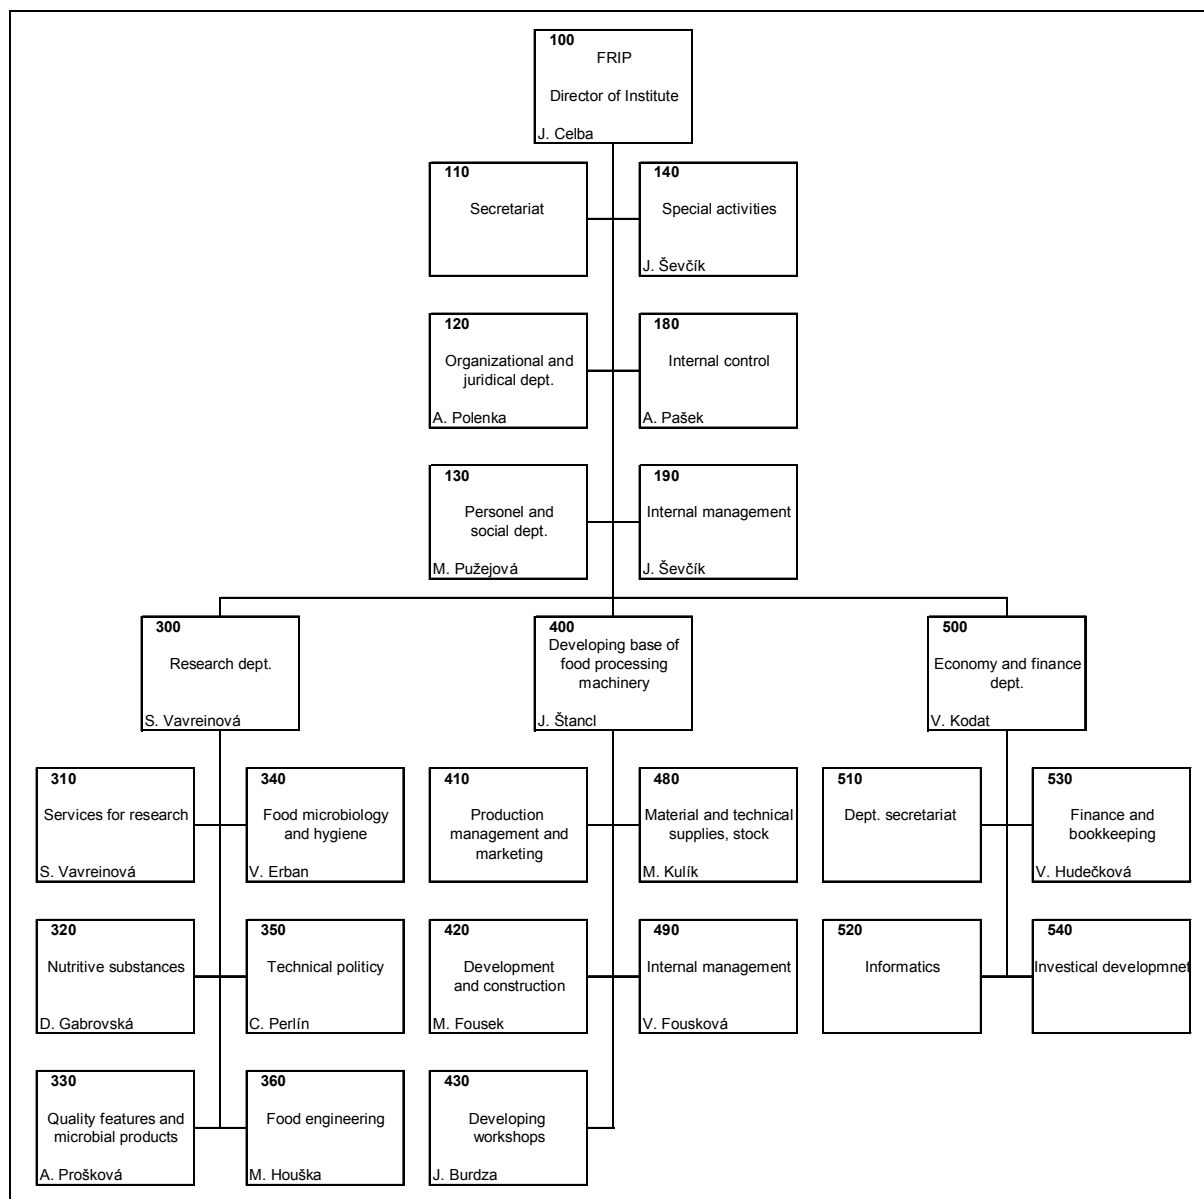 100
FRIP
Director of Institute
J. Celba
110
Secretariat
140
Special activities
J. Ševčík
120
Organizational and
juridical dept.
A. Polenka
180
Internal control
A. Pašek
130
Personel and
social dept.
M. Pužejová
190
Internal management
J. Ševčík
300
Research dept.
S. Vavreinová
400
Developing base of
food processing
machinery
J. Štancl
500
Economy and finance
dept.
V. Kodat
310
Services for research
S. Vavreinová
340
Food microbiology
and hygiene
V. Erban
410
Production
management and
marketing
480
Material and technical
supplies, stock
M. Kulík
510
Dept. secretariat
530
Finance and
bookkeeping
V. Hudečková
320
Nutritive substances
D. Gabrovská
350
Technical politicy
C. Perlín
420
Development
and construction
M. Fousek
490
Internal management
V. Fousková
520
Informatics
540
Investical developmnet
330
Quality features and
microbial products
A. Prošková
360
Food engineering
M. Houška
430
Developing
workshops
J. Burdza